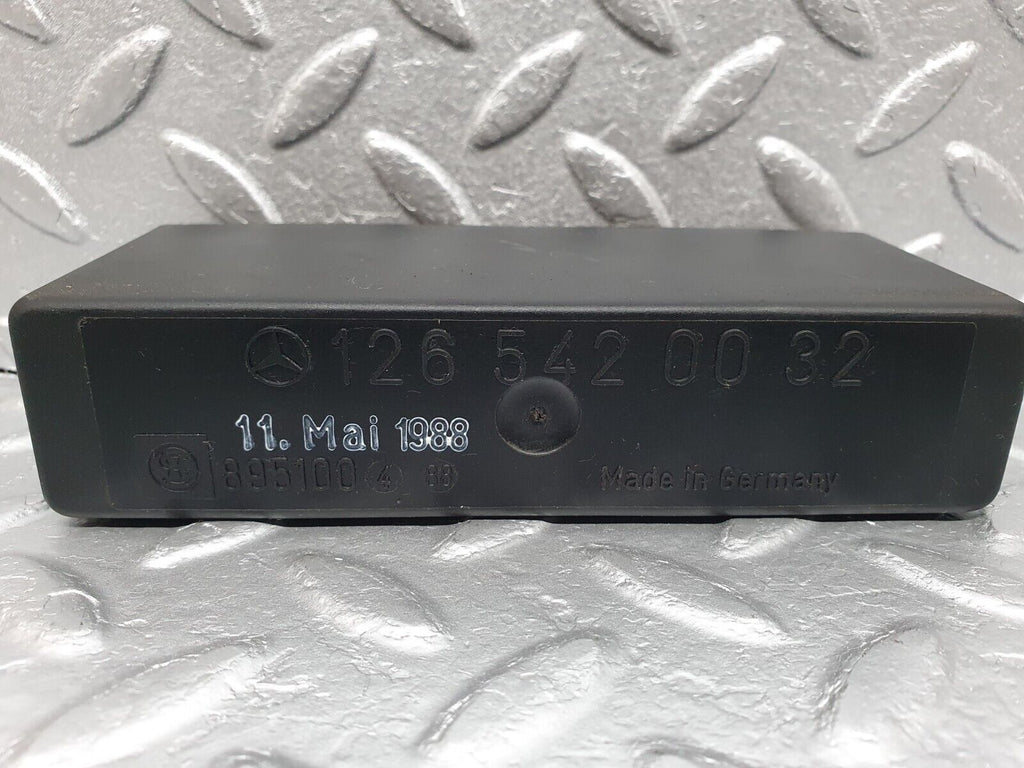 126 542 00 32
11. Mai 1988
895100 4 88
Made in Germany